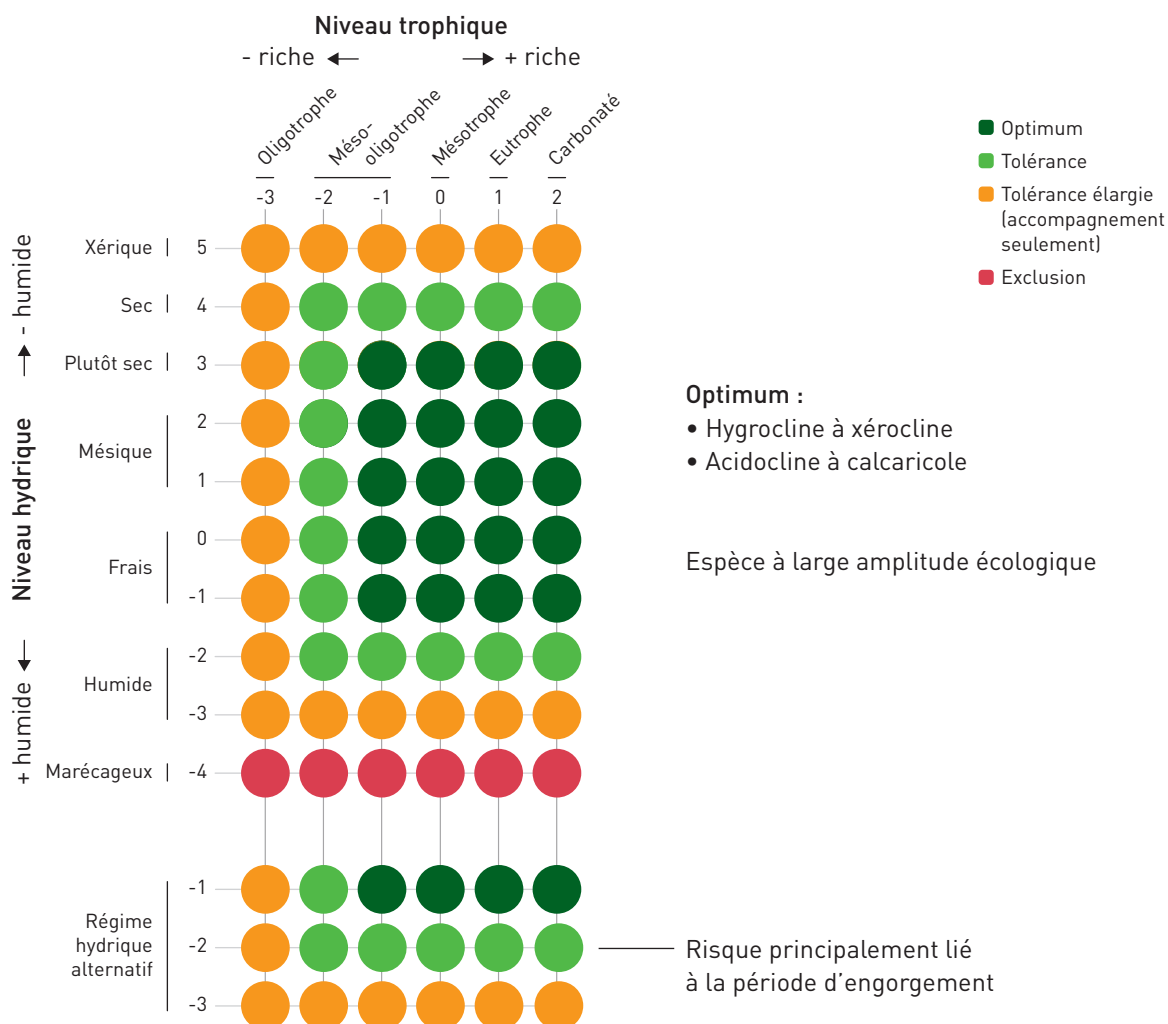 Niveau trophique
- riche ← → + riche
Oligotrophe
Méso-
oligotrophe
Mésotrophe
Eutrophe
Carbonaté
-3 -2 -1 0 1 2
Optimum
Tolérance
Tolérance élargie
(accompagnement
seulement)
Exclusion
Niveau hydrique
→ - humide
+ humide ←
Xérique 5
Sec 4
Plutôt sec 3
2
Mésique
1
0
Frais
-1
-2
Humide
-3
Marécageux -4
Optimum :
• Hygrocline à xérocline
• Acidocline à calcaricole
Espèce à large amplitude écologique
-1
Régime
hydrique
alternatif
-2
-3
Risque principalement lié
à la période d'engorgement